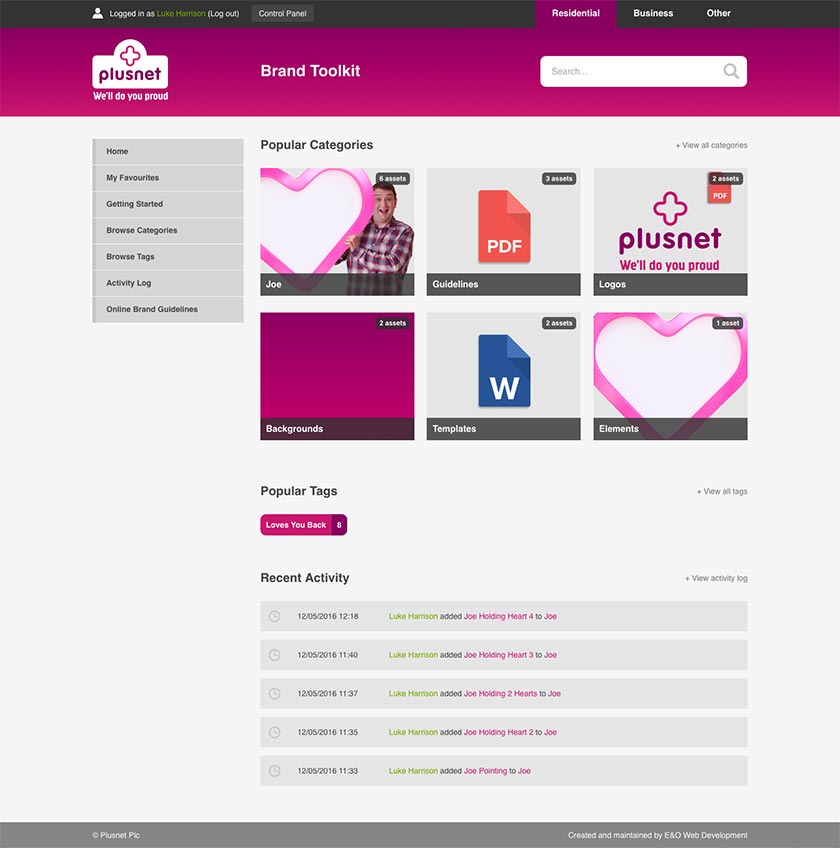 Logged in as Luke Harrison (Log out) Control Panel
Residential Business Other
plusnet
We'll do you proud
Brand Toolkit
Search...
Home
My Favourites
Getting Started
Browse Categories
Browse Tags
Activity Log
Online Brand Guidelines
Popular Categories + View all categories
6 assets
Joe
3 assets
PDF
Guidelines
2 assets
PDF
plusnet
We'll do you proud
Logos
2 assets
Backgrounds
2 assets
W
Templates
1 asset
Elements
Popular Tags + View all tags
Loves You Back 8
Recent Activity + View activity log
12/05/2016 12:18 Luke Harrison added Joe Holding Heart 4 to Joe
12/05/2016 11:40 Luke Harrison added Joe Holding Heart 3 to Joe
12/05/2016 11:37 Luke Harrison added Joe Holding 2 Hearts to Joe
12/05/2016 11:35 Luke Harrison added Joe Holding Heart 2 to Joe
12/05/2016 11:33 Luke Harrison added Joe Pointing to Joe
© Plusnet Plc Created and maintained by E&O Web Development